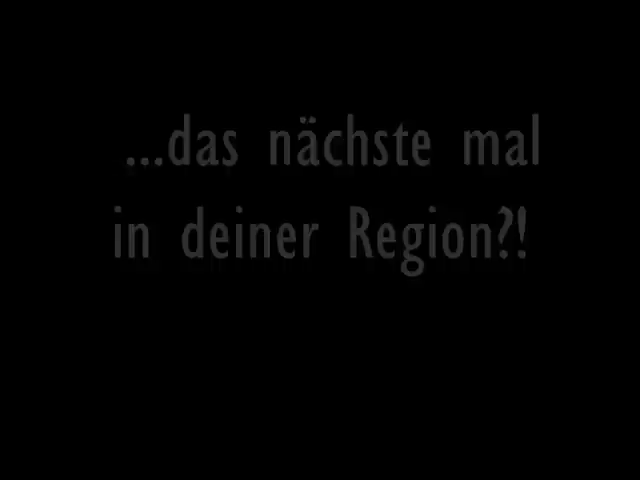 ...das nächste mal
in deiner Region?!